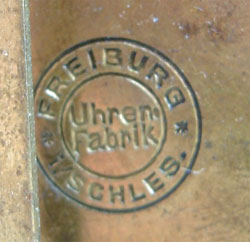 FREIBURG
Uhren-
Fabrik
* I/SCHLES. *